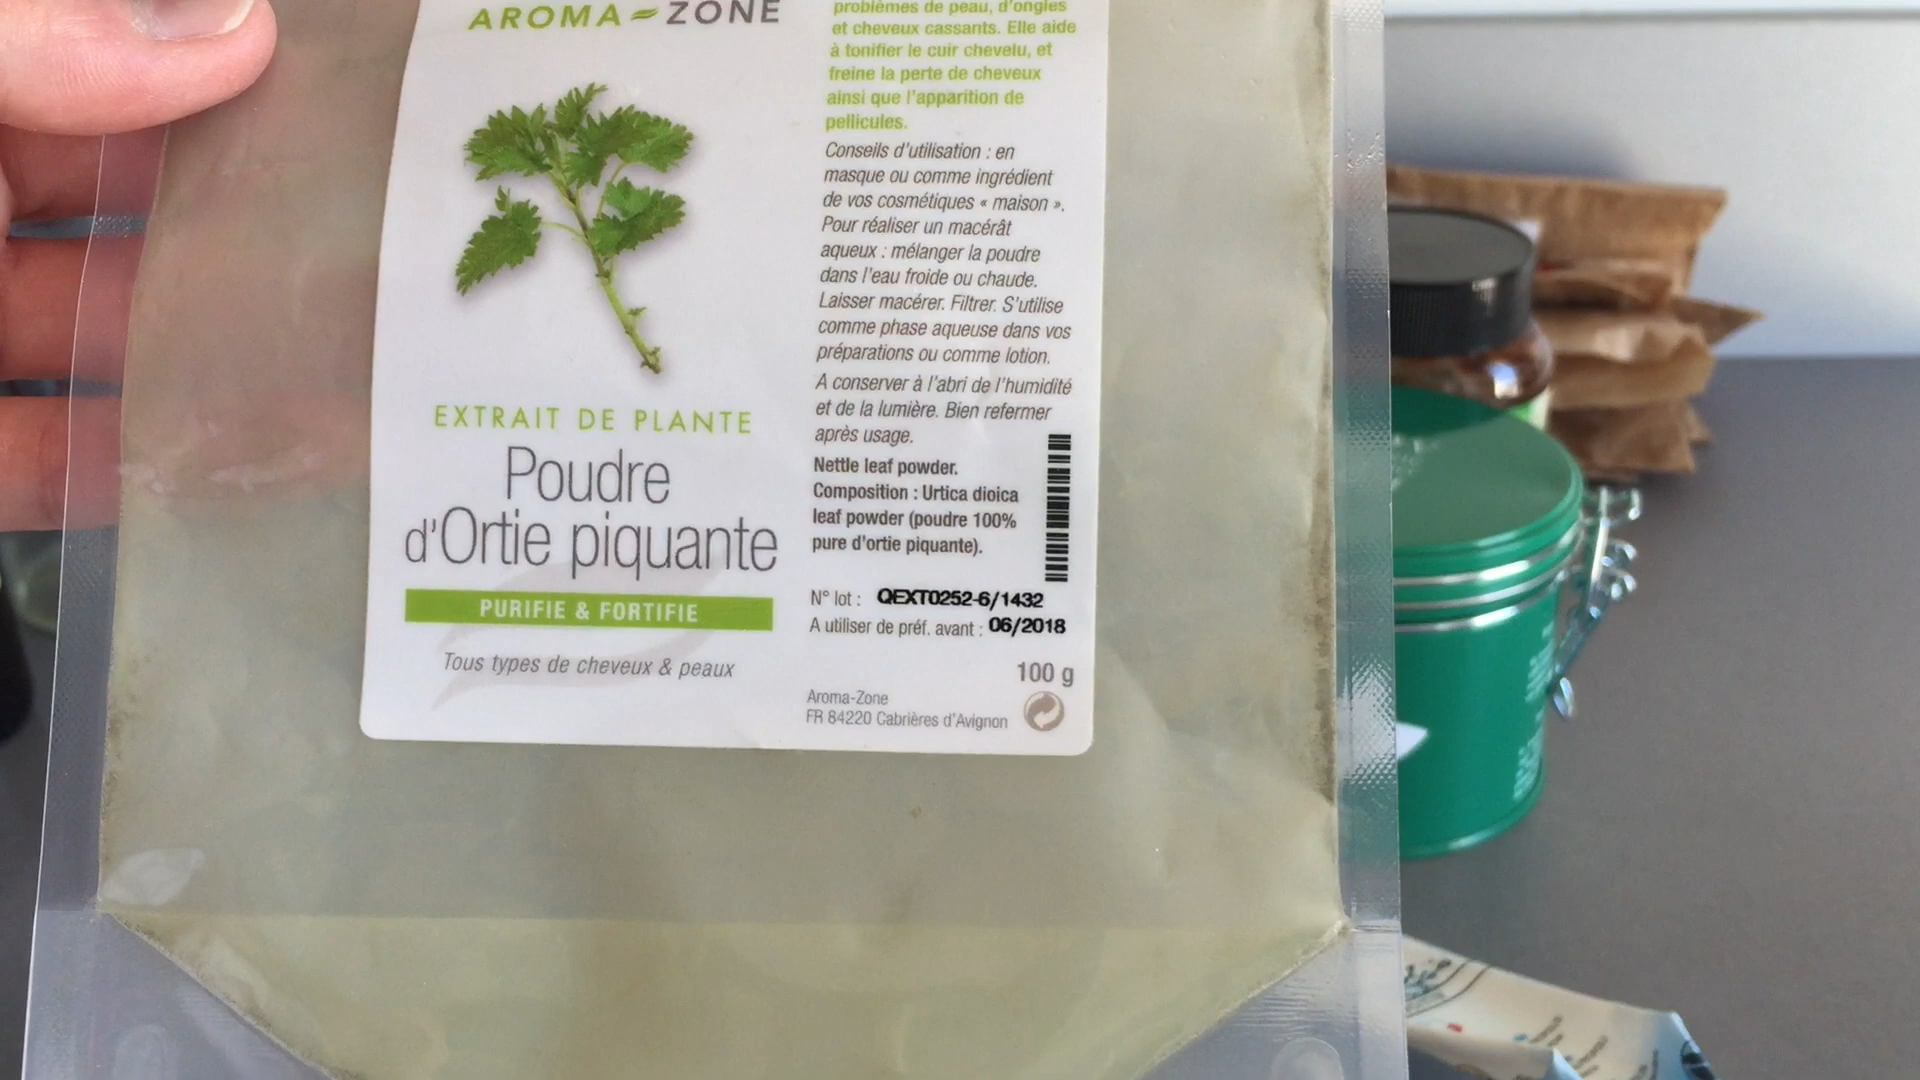 AROMA-ZONE
EXTRAIT DE PLANTE
Poudre
d'Ortie piquante
PURIFIE & FORTIFIE
Tous types de cheveux & peaux
problèmes de peau, d'ongles
et cheveux cassants. Elle aide
à tonifier le cuir chevelu, et
freine la perte de cheveux
ainsi que l'apparition de
pellicules.
Conseils d'utilisation : en
masque ou comme ingrédient
de vos cosmétiques « maison ».
Pour réaliser un macérât
aqueux : mélanger la poudre
dans l'eau froide ou chaude.
Laisser macérer. Filtrer. S'utilise
comme phase aqueuse dans vos
préparations ou comme lotion.
A conserver à l'abri de l'humidité
et de la lumière. Bien refermer
après usage.
Nettle leaf powder.
Composition : Urtica dioica
leaf powder (poudre 100%
pure d'ortie piquante).
N° lot : QEXT0252-6/1432
A utiliser de préf. avant : 06/2018
100 g
Aroma-Zone
FR 84220 Cabrières d'Avignon